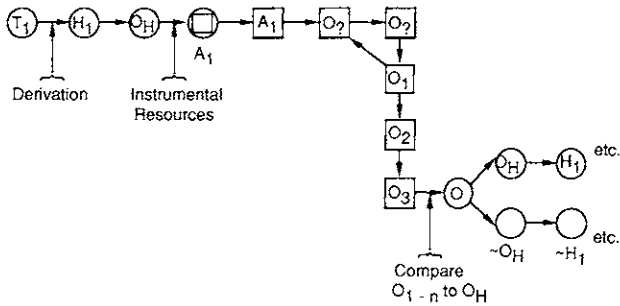 T1 H1 OH A1 O? O?
A1
Derivation
Instrumental
Resources
O1
O2
O3 O OH H1 etc.
~OH ~H1 etc.
Compare
O1 - n to OH